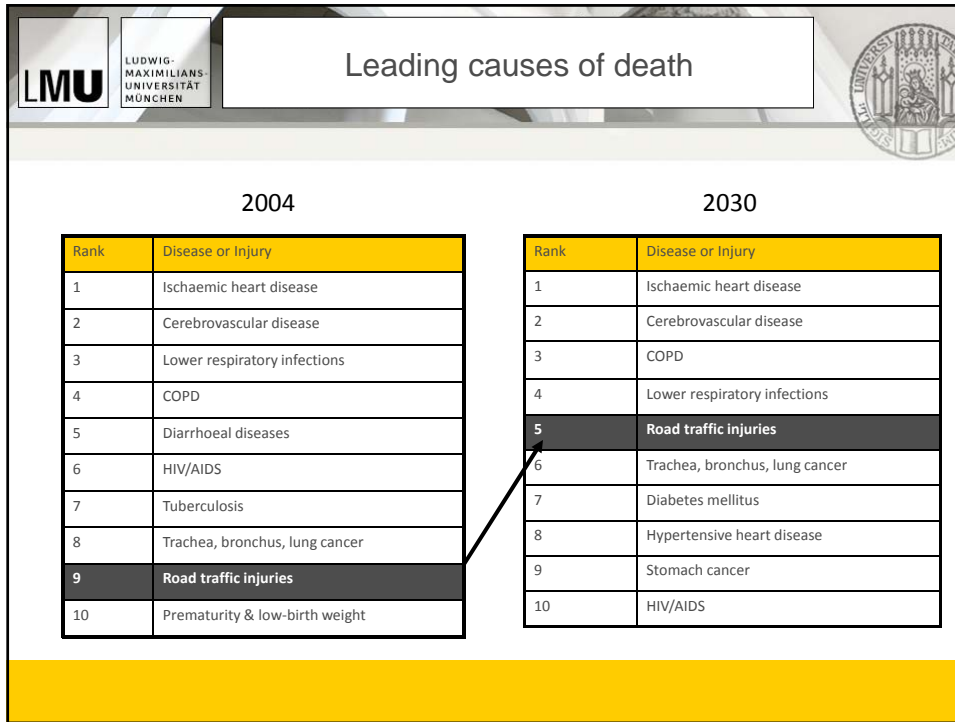 LMU
LUDWIG-
MAXIMILIANS-
UNIVERSITÄT
MÜNCHEN
Leading causes of death
2004
Rank Disease or Injury
1 Ischaemic heart disease
2 Cerebrovascular disease
3 Lower respiratory infections
4 COPD
5 Diarrhoeal diseases
6 HIV/AIDS
7 Tuberculosis
8 Trachea, bronchus, lung cancer
9 Road traffic injuries
10 Prematurity & low-birth weight
2030
Rank Disease or Injury
1 Ischaemic heart disease
2 Cerebrovascular disease
3 COPD
4 Lower respiratory infections
5 Road traffic injuries
6 Trachea, bronchus, lung cancer
7 Diabetes mellitus
8 Hypertensive heart disease
9 Stomach cancer
10 HIV/AIDS